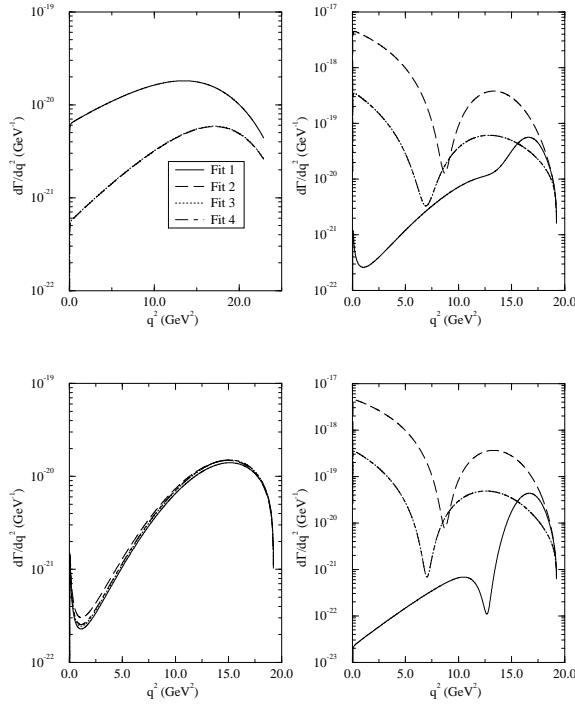 10^-19
10^-20
10^-21
10^-22
dΓ/dq^2 (GeV^-1)
0.0 10.0 20.0
q^2 (GeV^2)
Fit 1
Fit 2
Fit 3
Fit 4
10^-17
10^-18
10^-19
10^-20
10^-21
10^-22
dΓ/dq^2 (GeV^-1)
0.0 5.0 10.0 15.0 20.0
q^2 (GeV^2)
10^-19
10^-20
10^-21
10^-22
dΓ/dq^2 (GeV^-1)
0.0 5.0 10.0 15.0 20.0
q^2 (GeV^2)
10^-17
10^-18
10^-19
10^-20
10^-21
10^-22
10^-23
dΓ/dq^2 (GeV^-1)
0.0 5.0 10.0 15.0 20.0
q^2 (GeV^2)